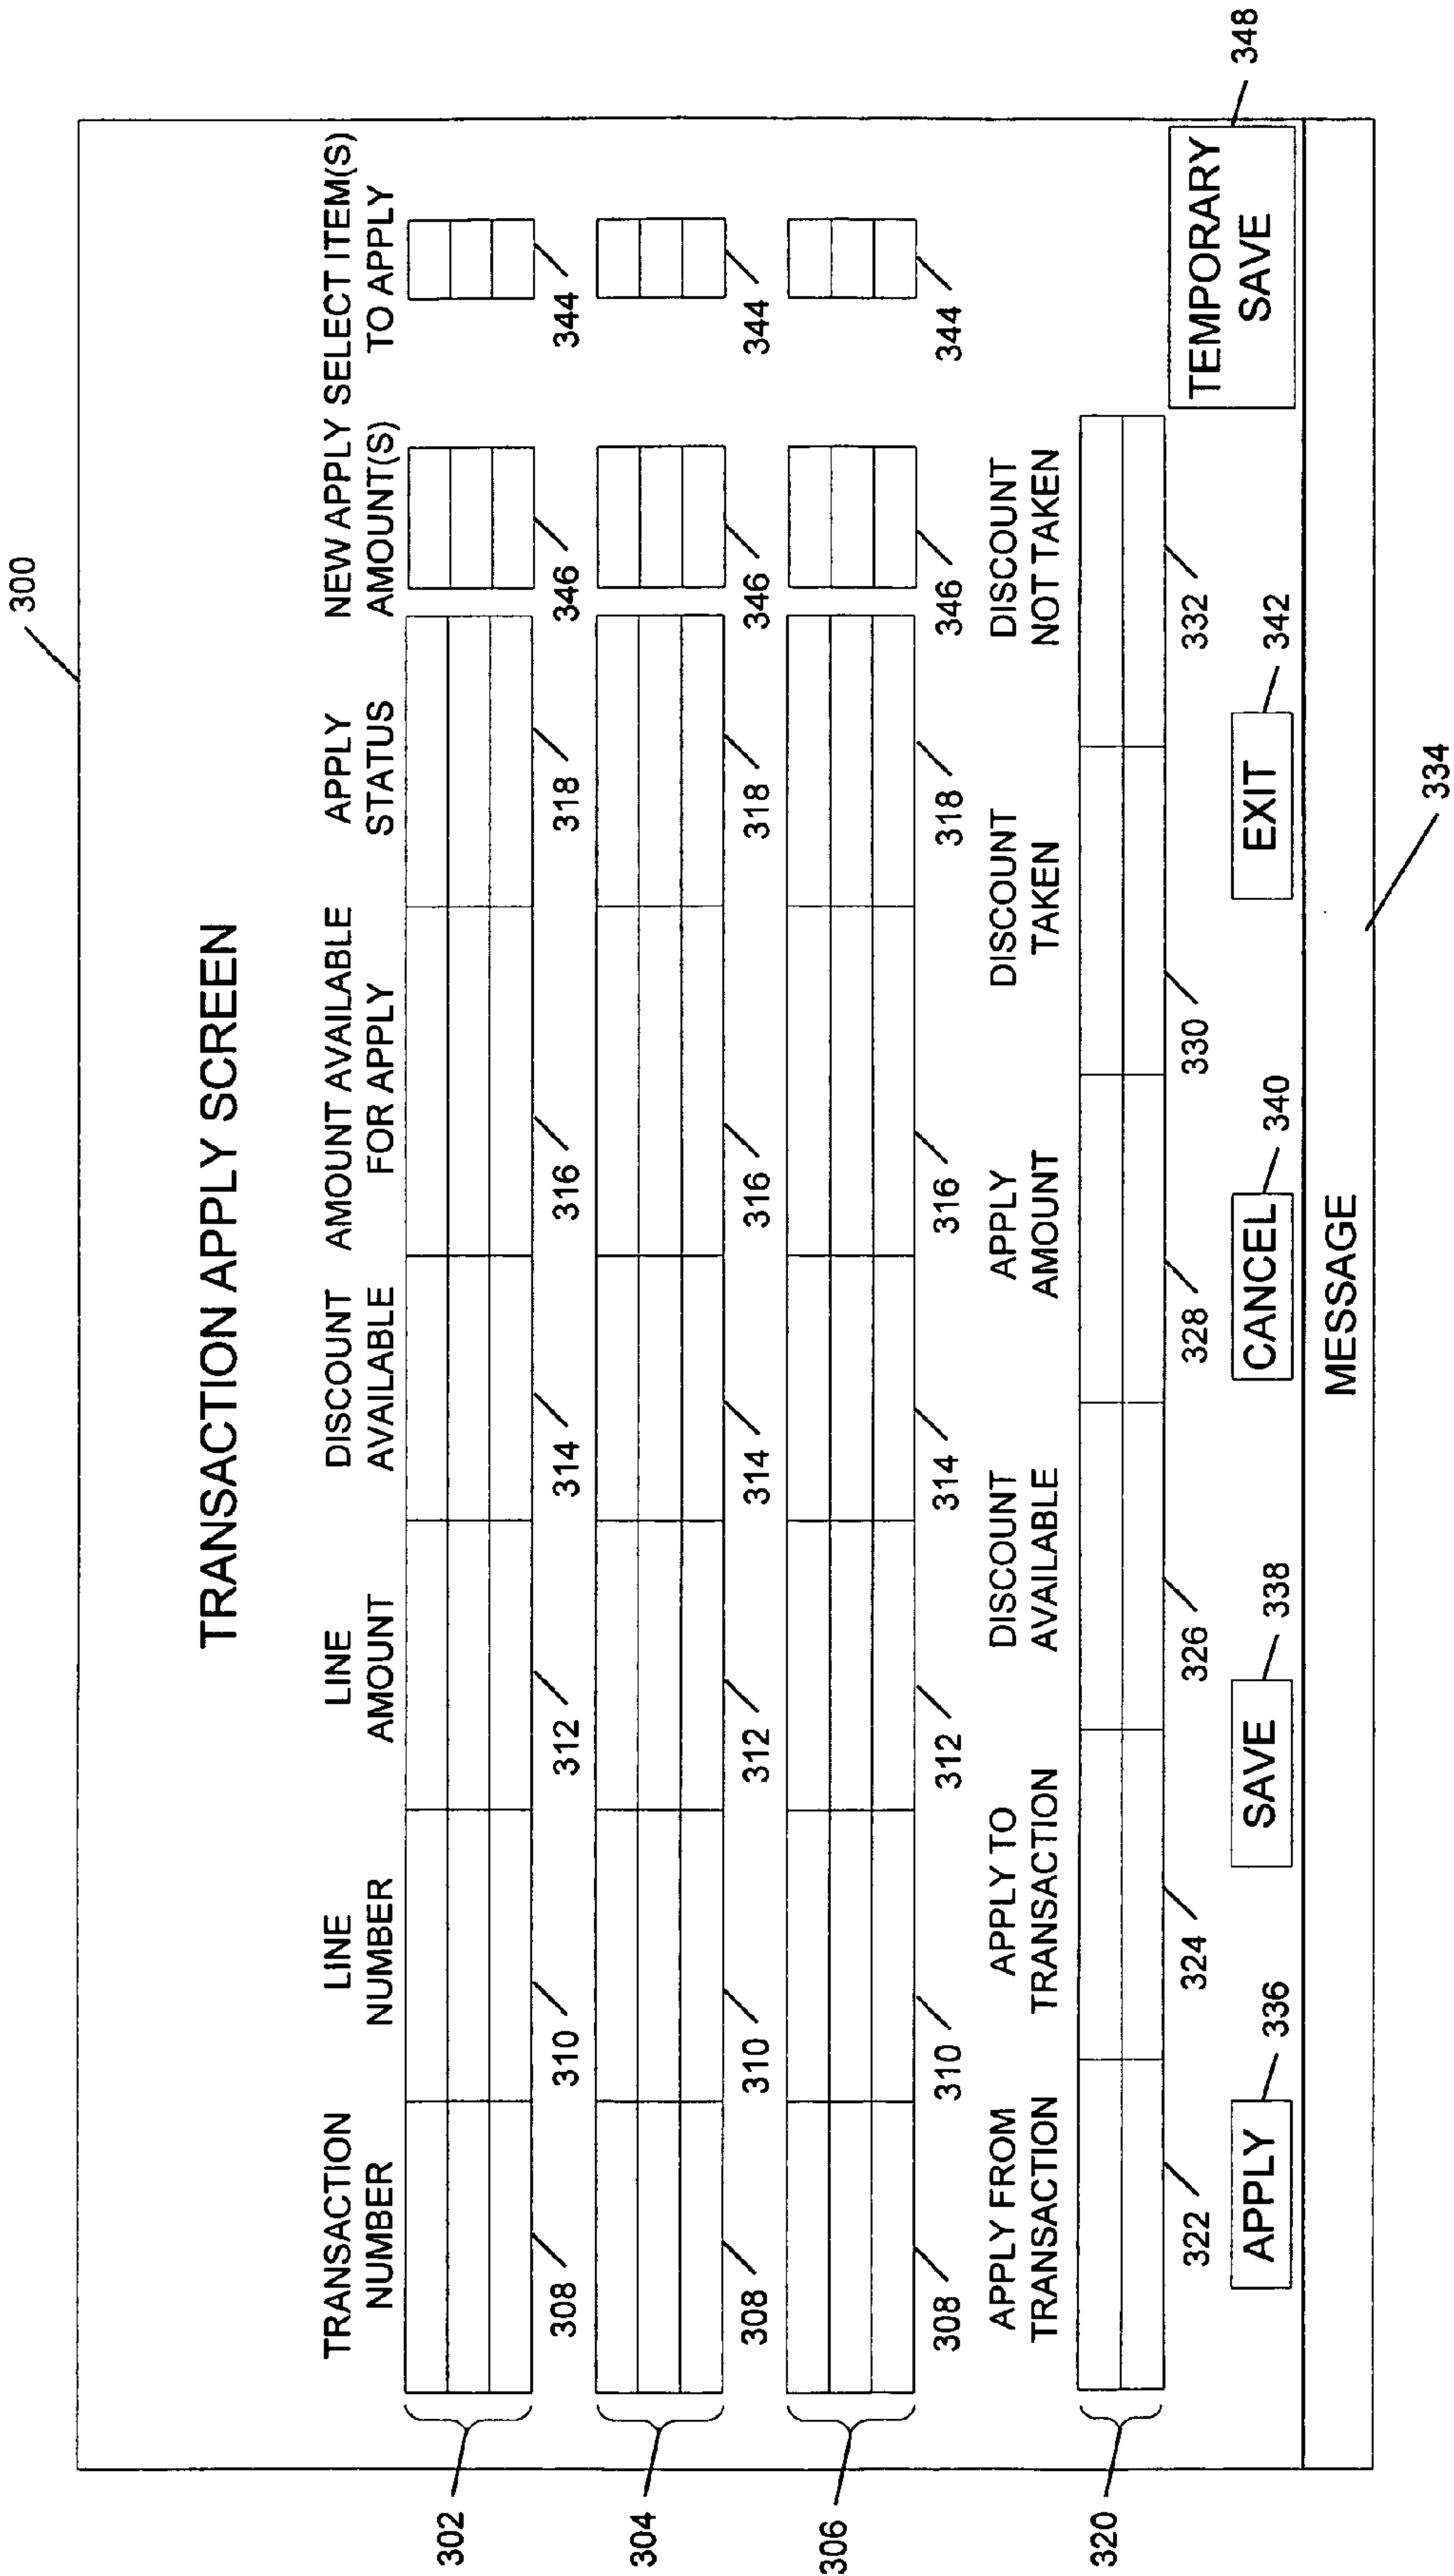 300
TRANSACTION APPLY SCREEN
TRANSACTION
NUMBER
LINE
NUMBER
LINE
AMOUNT
DISCOUNT
AVAILABLE
AMOUNT AVAILABLE
FOR APPLY
APPLY
STATUS
NEW APPLY
AMOUNT(S)
SELECT ITEM(S)
TO APPLY
302
308
310
312
314
316
318
346
344
304
308
310
312
314
316
318
346
344
306
308
310
312
314
316
318
346
344
APPLY FROM
TRANSACTION
APPLY TO
TRANSACTION
DISCOUNT
AVAILABLE
APPLY
AMOUNT
DISCOUNT
TAKEN
DISCOUNT
NOT TAKEN
320
322
324
326
328
330
332
APPLY
336
SAVE
338
CANCEL
340
EXIT
342
TEMPORARY
SAVE
348
MESSAGE
334